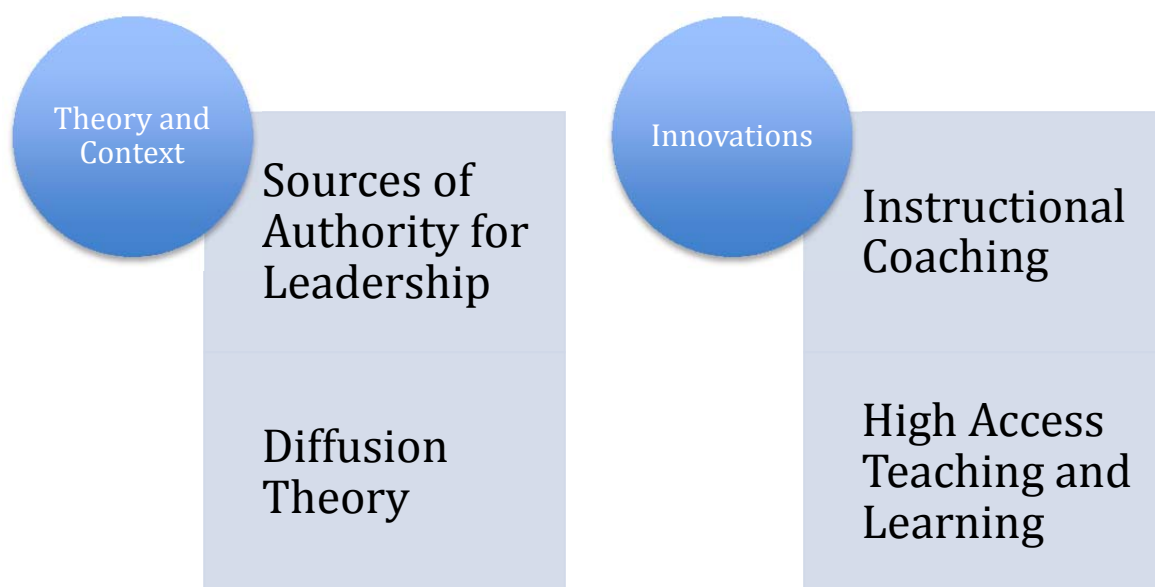 Theory and
Context
Sources of
Authority for
Leadership
Diffusion
Theory
Innovations
Instructional
Coaching
High Access
Teaching and
Learning